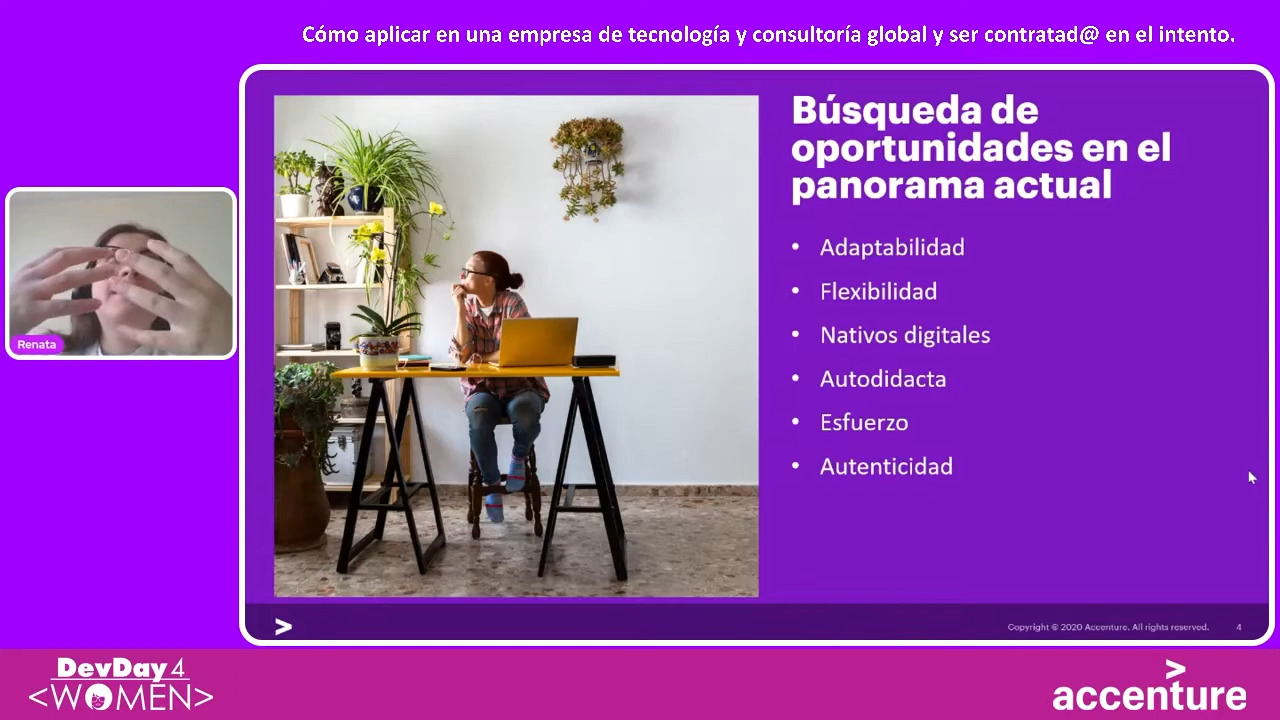 Cómo aplicar en una empresa de tecnología y consultoría global y ser contratad@ en el intento.
Búsqueda de
oportunidades en el
panorama actual
• Adaptabilidad
• Flexibilidad
• Nativos digitales
• Autodidacta
• Esfuerzo
• Autenticidad
Renata
Copyright © 2020 Accenture. All rights reserved. 4
DevDay 4
<WOMEN>
accenture